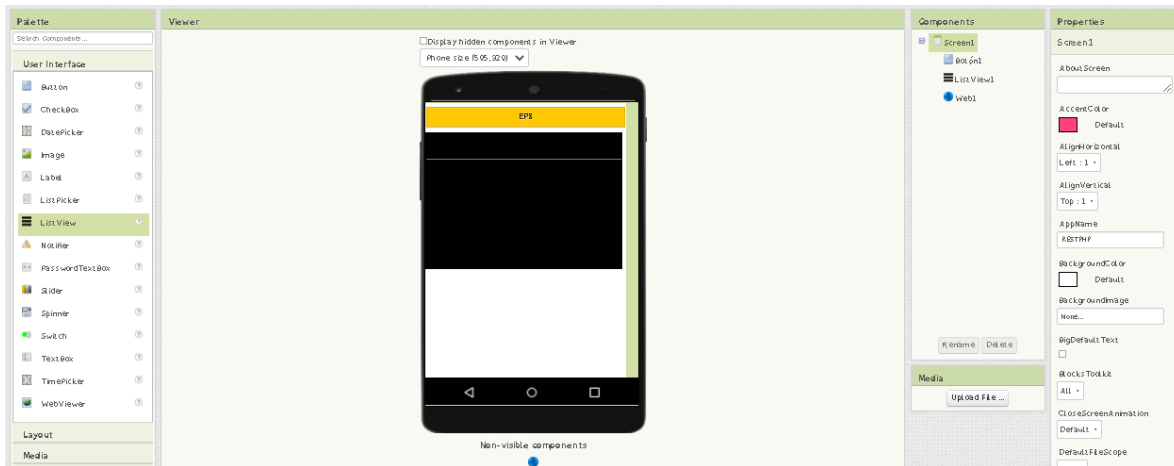 Palette
Search Components...
User Interface
Button
CheckBox
DatePicker
Image
Label
ListPicker
ListView
Notifier
PasswordTextBox
Slider
Spinner
Switch
TextBox
TimePicker
WebViewer
Layout
Media
Viewer
Display hidden components in Viewer
Phone size (505,320)
EPS
Non-visible components
Components
Screen1
Botón1
ListView1
Web1
Rename Delete
Media
Upload File ...
Properties
Screen1
AboutScreen
AccentColor
Default
AlignHorizontal
Left : 1
AlignVertical
Top : 1
AppName
RESTPHP
BackgroundColor
Default
BackgroundImage
None...
BigDefaultText
BlocksToolkit
All
CloseScreenAnimation
Default
DefaultFileScope